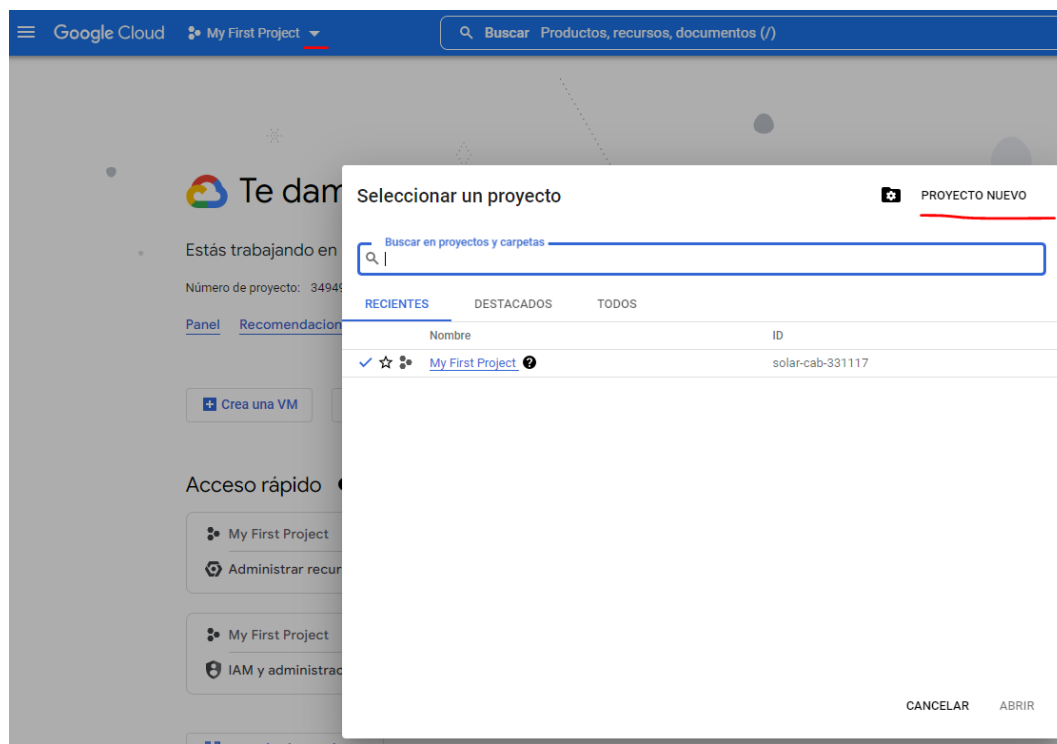 Google Cloud My First Project Buscar Productos, recursos, documentos (/)
Te dam
Seleccionar un proyecto PROYECTO NUEVO
Buscar en proyectos y carpetas
Estás trabajando en
Número de proyecto: 3494
RECIENTES DESTACADOS TODOS
Panel Recomendacion
Nombre ID
My First Project solar-cab-331117
Crea una VM
Acceso rápido
My First Project
Administrar recur
My First Project
IAM y administrac
CANCELAR ABRIR